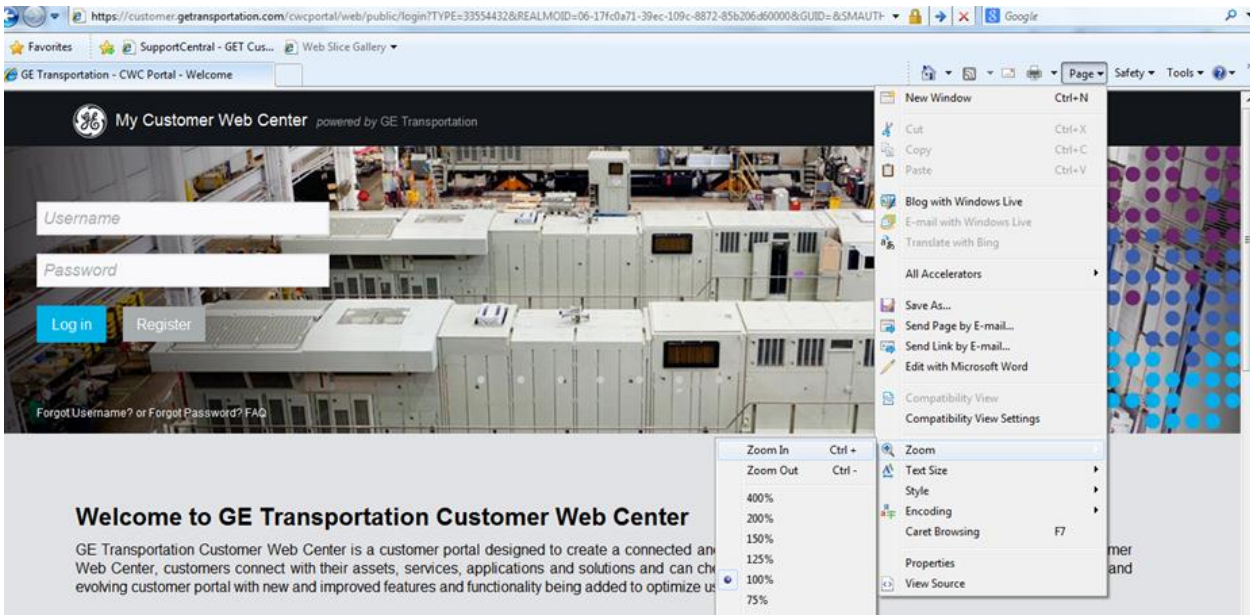 https://customer.getransportation.com/cwcportal/web/public/login?TYPE=33554432&REALMOID=06-17fc0a71-39ec-109c-8872-85b206d60000&GUID=&SMAUTH
Google
Favorites
SupportCentral - GET Cus...
Web Slice Gallery
GE Transportation - CWC Portal - Welcome
Page
Safety
Tools
My Customer Web Center powered by GE Transportation
Username
Password
Log in
Register
Forgot Username? or Forgot Password? FAQ
New Window Ctrl+N
Cut Ctrl+X
Copy Ctrl+C
Paste Ctrl+V
Blog with Windows Live
E-mail with Windows Live
Translate with Bing
All Accelerators
Save As...
Send Page by E-mail...
Send Link by E-mail...
Edit with Microsoft Word
Compatibility View
Compatibility View Settings
Zoom
Text Size
Style
Encoding
Caret Browsing F7
Properties
View Source
Zoom In Ctrl +
Zoom Out Ctrl -
400%
200%
150%
125%
100%
75%
Welcome to GE Transportation Customer Web Center
GE Transportation Customer Web Center is a customer portal designed to create a connected an mer
Web Center, customers connect with their assets, services, applications and solutions and can che and
evolving customer portal with new and improved features and functionality being added to optimize u